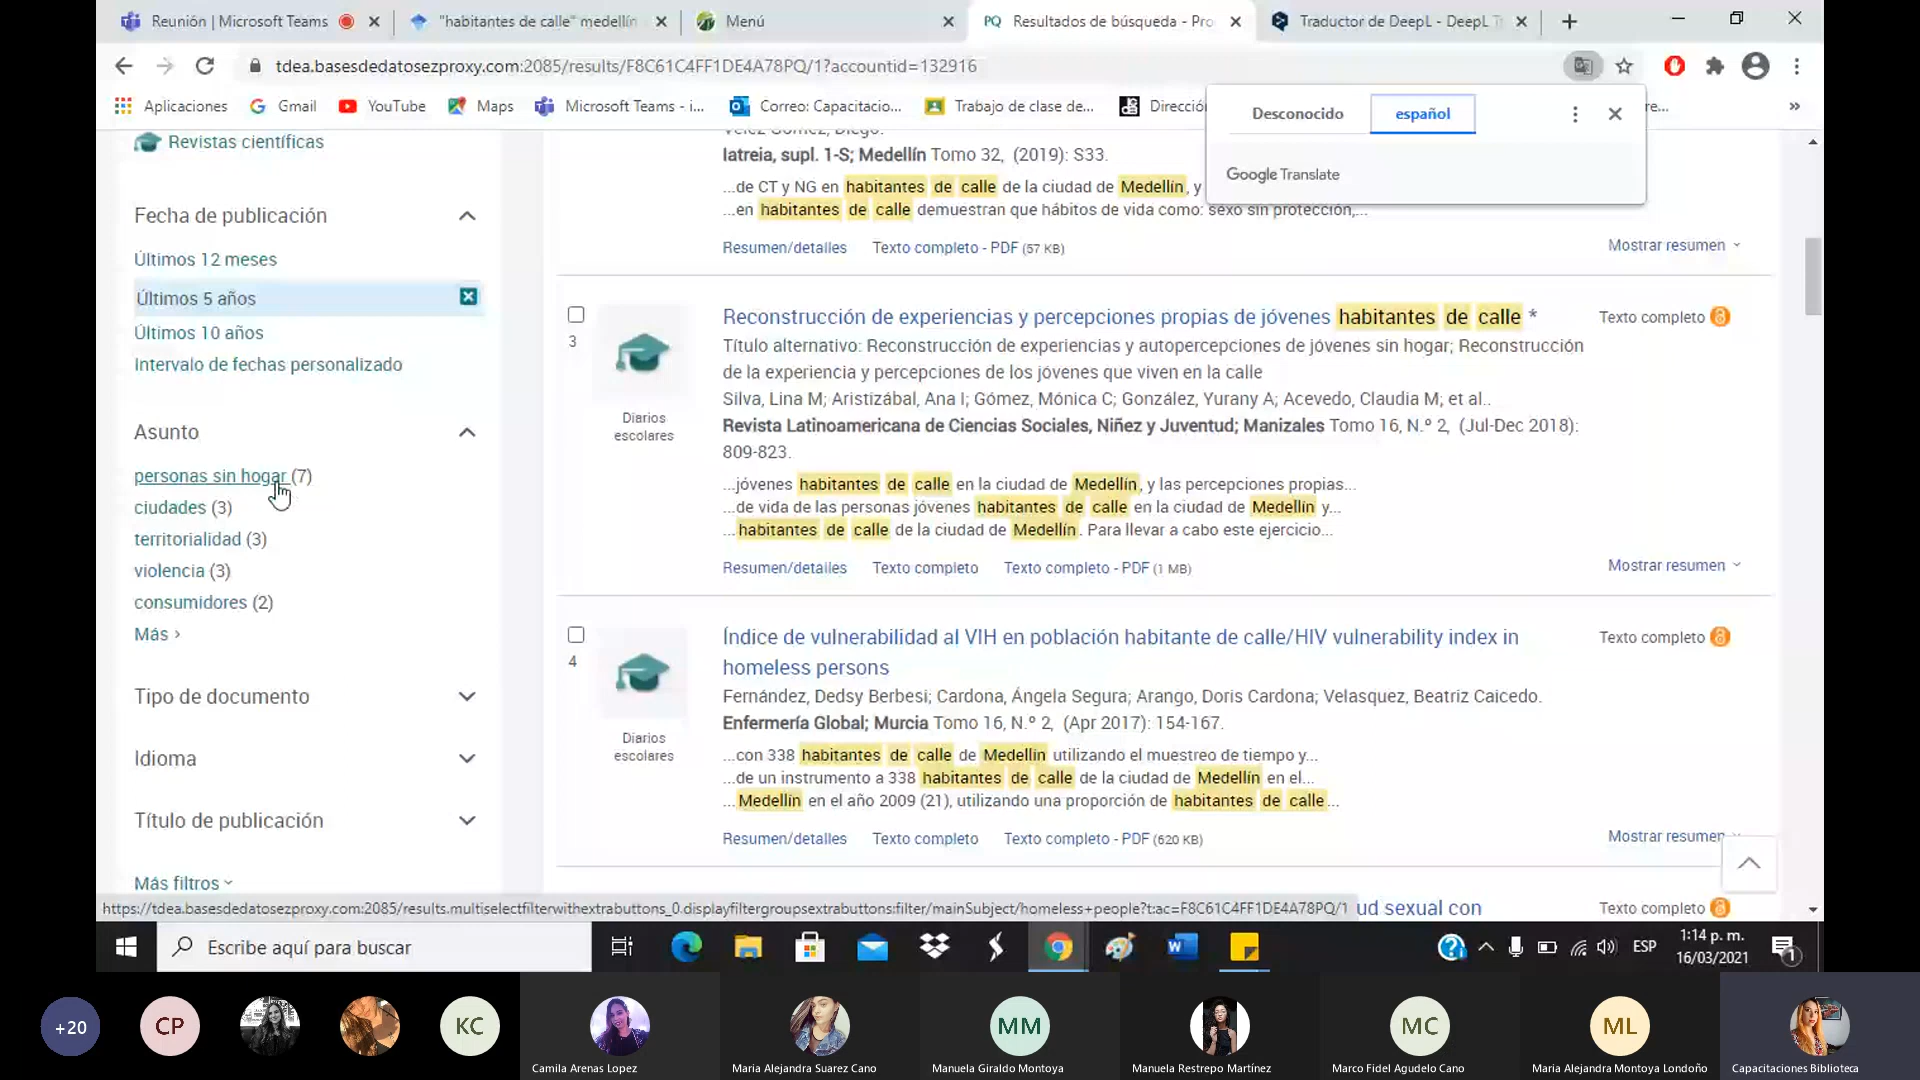 Reunión | Microsoft Teams
"habitantes de calle" medellín
Menú
Resultados de búsqueda - Pro
Traductor de DeepL - DeepL T
tdea.basesdedatosezproxy.com:2085/results/F8C61C4FF1DE4A78PQ/1?accountid=132916
Aplicaciones
Gmail
YouTube
Maps
Microsoft Teams - i...
Correo: Capacitacio...
Trabajo de clase de...
Desconocido
español
Google Translate
Revistas científicas
Fecha de publicación
Últimos 12 meses
Últimos 5 años
Últimos 10 años
Intervalo de fechas personalizado
Asunto
personas sin hogar (7)
ciudades (3)
territorialidad (3)
violencia (3)
consumidores (2)
Más ›
Tipo de documento
Idioma
Título de publicación
Más filtros
Vélez Gómez, Diego.
Iatreia, supl. 1-S; Medellín Tomo 32, (2019): S33.
...de CT y NG en habitantes de calle de la ciudad de Medellín, y
...en habitantes de calle demuestran que hábitos de vida como: sexo sin protección,...
Resumen/detalles Texto completo - PDF (57 KB)
Mostrar resumen
3
Diarios
escolares
Reconstrucción de experiencias y percepciones propias de jóvenes habitantes de calle *
Texto completo
Título alternativo: Reconstrucción de experiencias y autopercepciones de jóvenes sin hogar; Reconstrucción
de la experiencia y percepciones de los jóvenes que viven en la calle
Silva, Lina M; Aristizábal, Ana I; Gómez, Mónica C; González, Yurany A; Acevedo, Claudia M; et al..
Revista Latinoamericana de Ciencias Sociales, Niñez y Juventud; Manizales Tomo 16, N.º 2, (Jul-Dec 2018):
809-823.
...jóvenes habitantes de calle en la ciudad de Medellín, y las percepciones propias...
...de vida de las personas jóvenes habitantes de calle en la ciudad de Medellín y...
...habitantes de calle de la ciudad de Medellín. Para llevar a cabo este ejercicio...
Resumen/detalles Texto completo Texto completo - PDF (1 MB)
Mostrar resumen
4
Diarios
escolares
Índice de vulnerabilidad al VIH en población habitante de calle/HIV vulnerability index in
homeless persons
Texto completo
Fernández, Dedsy Berbesi; Cardona, Ángela Segura; Arango, Doris Cardona; Velasquez, Beatriz Caicedo.
Enfermería Global; Murcia Tomo 16, N.º 2, (Apr 2017): 154-167.
...con 338 habitantes de calle de Medellín utilizando el muestreo de tiempo y...
...de un instrumento a 338 habitantes de calle de la ciudad de Medellín en el...
...Medellín en el año 2009 (21), utilizando una proporción de habitantes de calle...
Resumen/detalles Texto completo Texto completo - PDF (620 KB)
Mostrar resumen
https://tdea.basesdedatosezproxy.com:2085/results.multiselectfilterwithextrabuttons_0.displayfiltergroupsextrabuttons:filter/mainSubject/homeless+people?t:ac=F8C61C4FF1DE4A78PQ/1
ud sexual con
Texto completo
Escribe aquí para buscar
ESP
1:14 p. m.
16/03/2021
1
+20
CP
KC
MM
MC
ML
Camila Arenas Lopez
Maria Alejandra Suarez Cano
Manuela Giraldo Montoya
Manuela Restrepo Martínez
Marco Fidel Agudelo Cano
Maria Alejandra Montoya Londoño
Capacitaciones Biblioteca